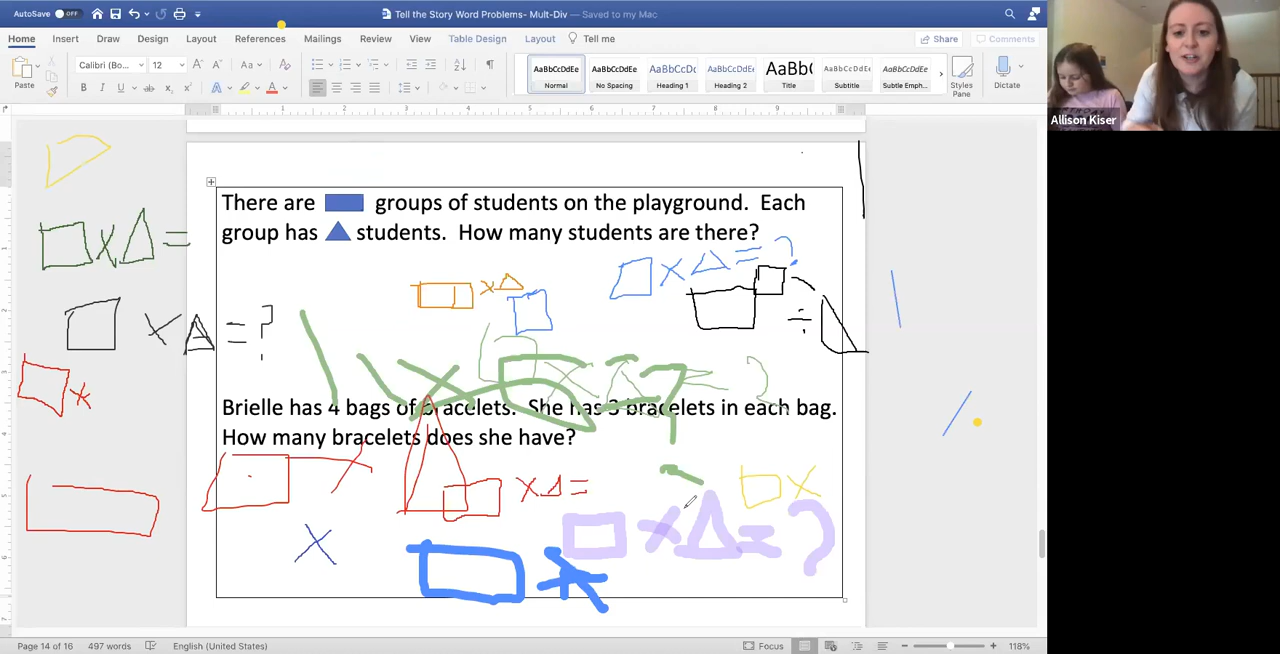 AutoSave OFF
Tell the Story Word Problems- Mult-Div — Saved to my Mac
Home Insert Draw Design Layout References Mailings Review View Table Design Layout Tell me
Share Comments
Paste
Calibri (Bo... 12
AaBbCcDdEe AaBbCcDdEe AaBbCcDc AaBbCcDdEe AaBb( AaBbCcDdE AaBbCcDdEe
Normal No Spacing Heading 1 Heading 2 Title Subtitle Subtle Emph...
Styles Pane
Dictate
Allison Kiser
There are groups of students on the playground. Each
group has students. How many students are there?
x =
x = ?
x = ?
x
÷
x = ?
Brielle has 4 bags of bracelets. She has 3 bracelets in each bag.
How many bracelets does she have?
x =
x
x = ?
x
Page 14 of 16 497 words English (United States) Focus 118%